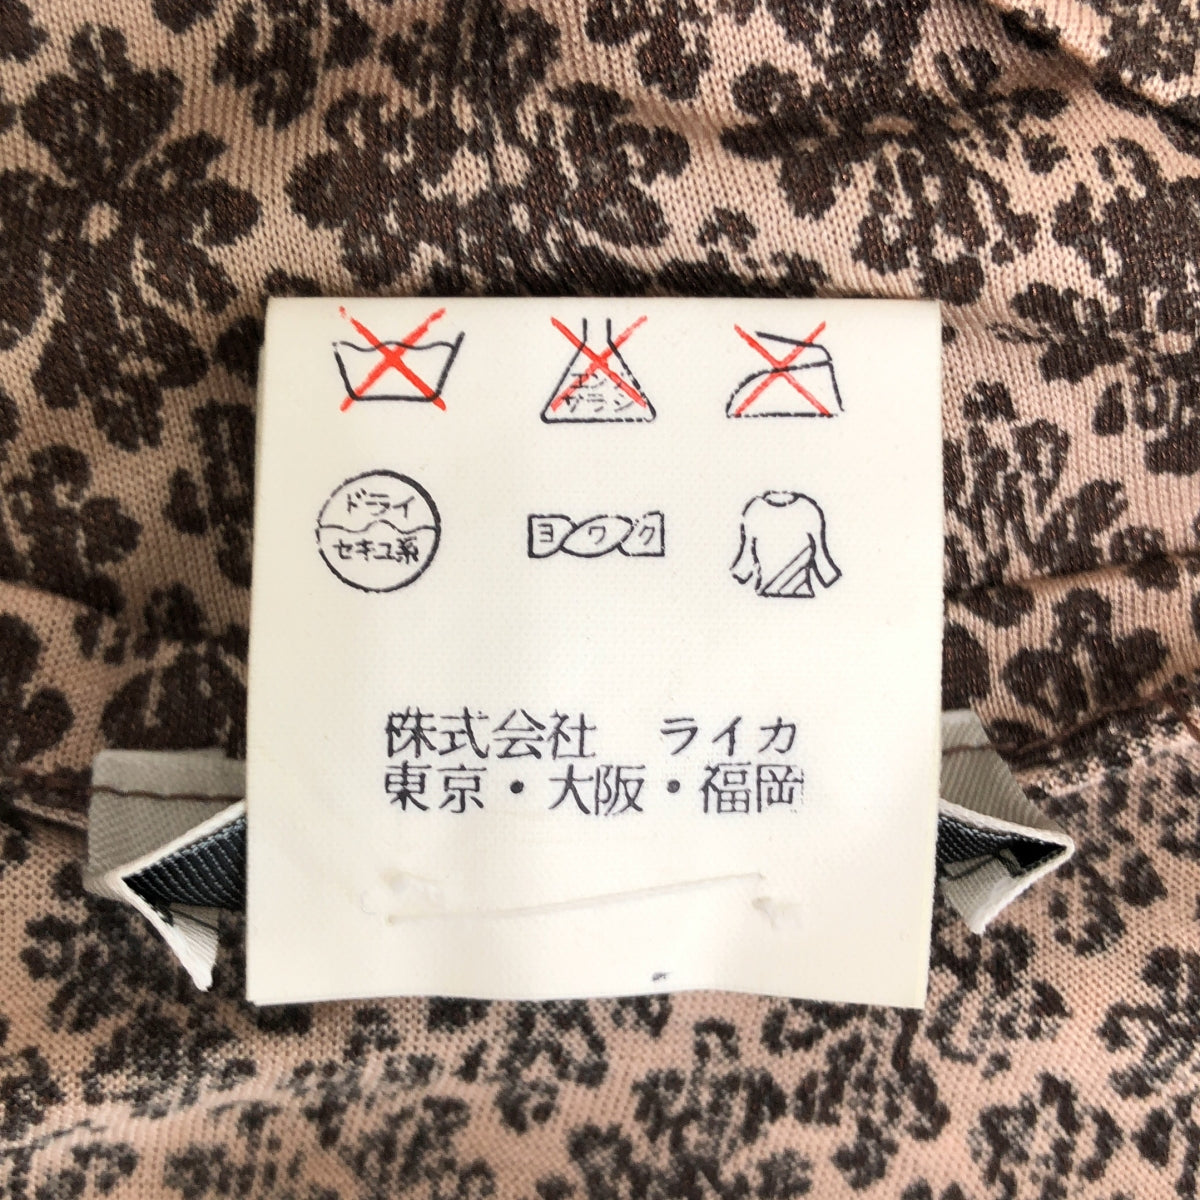 エンソ
サラシ
ドライ
セキユ系
ヨワク
株式会社 ライカ
東京・大阪・福岡